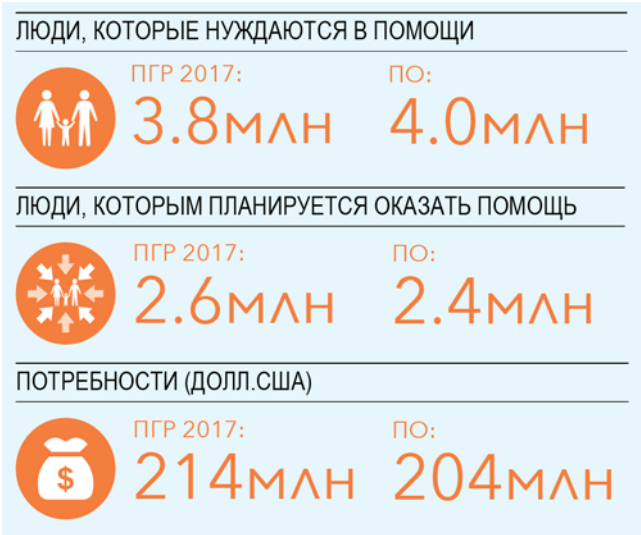 ЛЮДИ, КОТОРЫЕ НУЖДАЮТСЯ В ПОМОЩИ
ПГР 2017: ПО:
3.8млн 4.0млн
ЛЮДИ, КОТОРЫМ ПЛАНИРУЕТСЯ ОКАЗАТЬ ПОМОЩЬ
ПГР 2017: ПО:
2.6млн 2.4млн
ПОТРЕБНОСТИ (ДОЛЛ.США)
ПГР 2017: ПО:
$ 214млн 204млн